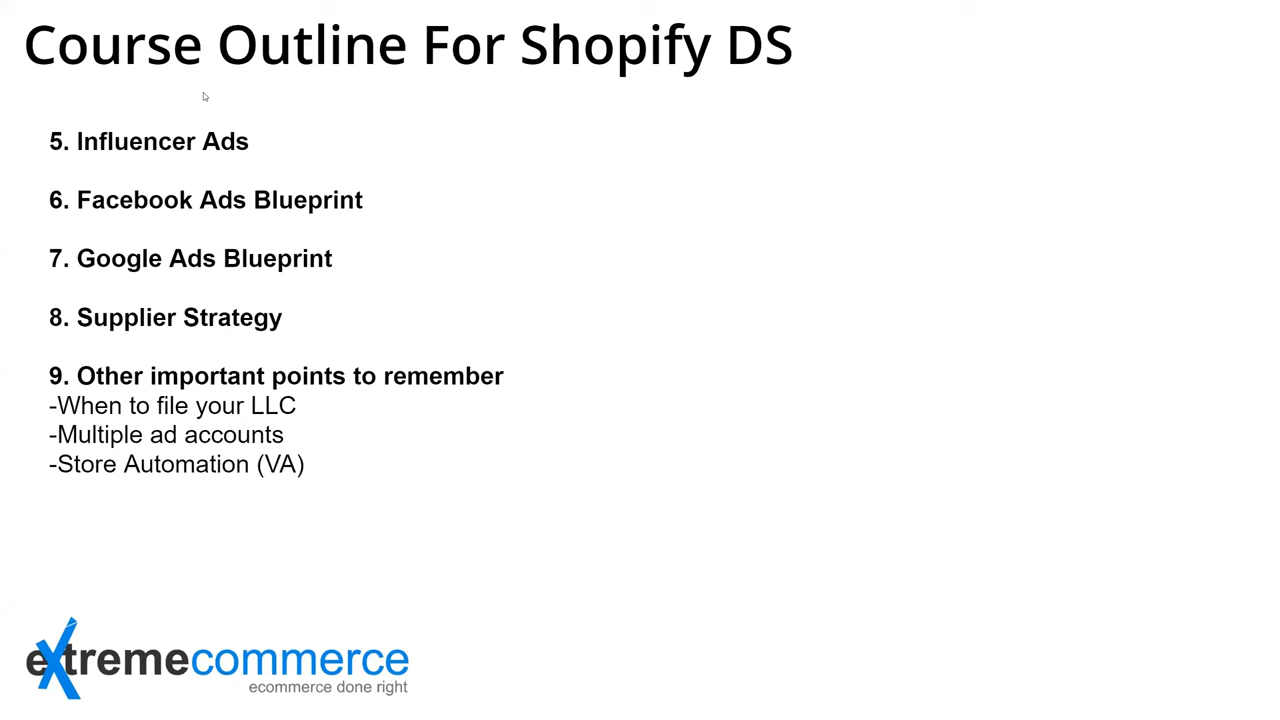 Course Outline For Shopify DS
5. Influencer Ads
6. Facebook Ads Blueprint
7. Google Ads Blueprint
8. Supplier Strategy
9. Other important points to remember
-When to file your LLC
-Multiple ad accounts
-Store Automation (VA)
extremecommerce
ecommerce done right